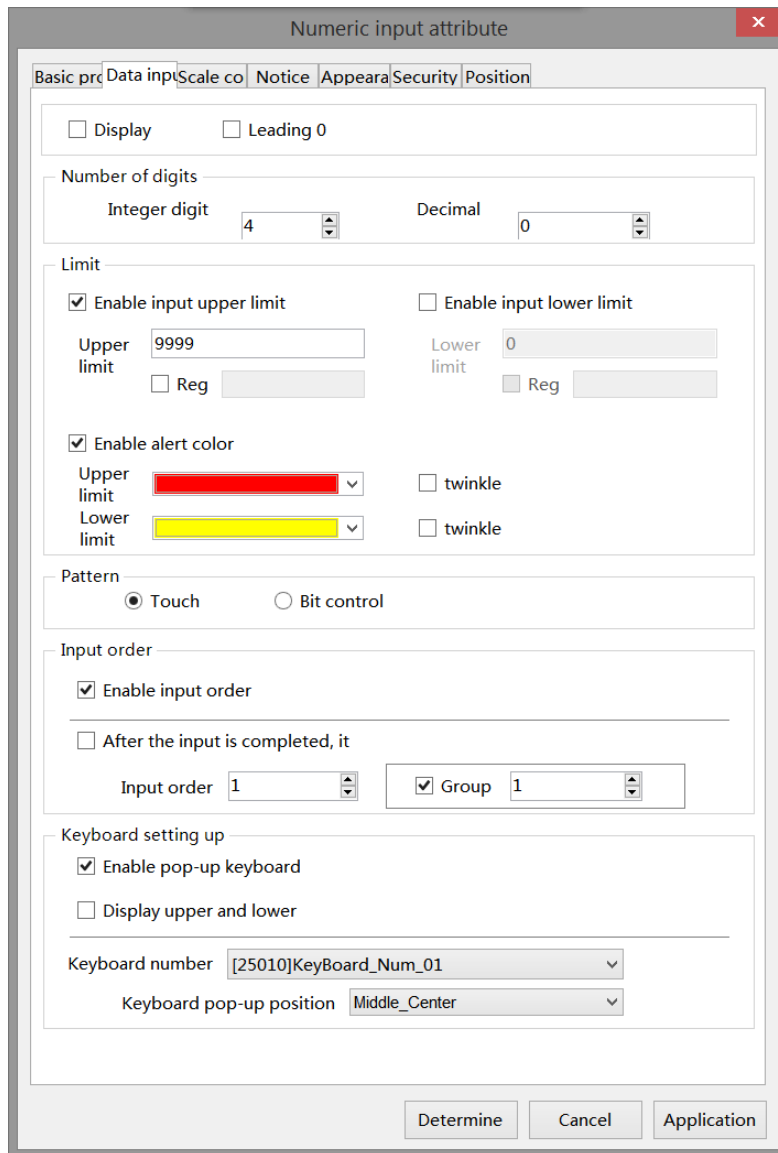 Numeric input attribute
Basic pro Data inpu Scale co Notice Appeara Security Position
Display Leading 0
Number of digits
Integer digit 4 Decimal 0
Limit
Enable input upper limit Enable input lower limit
Upper limit 9999 Lower limit 0
Reg Reg
Enable alert color
Upper limit twinkle
Lower limit twinkle
Pattern
Touch Bit control
Input order
Enable input order
After the input is completed, it
Input order 1 Group 1
Keyboard setting up
Enable pop-up keyboard
Display upper and lower
Keyboard number [25010]KeyBoard_Num_01
Keyboard pop-up position Middle_Center
Determine Cancel Application